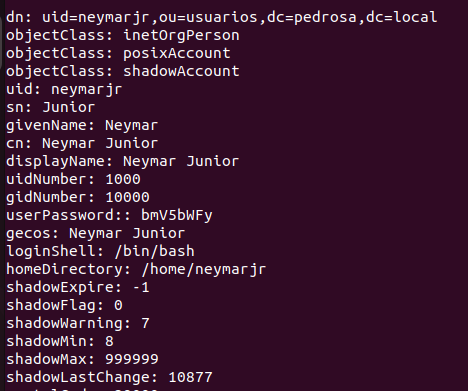 dn: uid=neymarjr,ou=usuarios,dc=pedrosa,dc=local
objectClass: inetOrgPerson
objectClass: posixAccount
objectClass: shadowAccount
uid: neymarjr
sn: Junior
givenName: Neymar
cn: Neymar Junior
displayName: Neymar Junior
uidNumber: 1000
gidNumber: 10000
userPassword:: bmV5bWFy
gecos: Neymar Junior
loginShell: /bin/bash
homeDirectory: /home/neymarjr
shadowExpire: -1
shadowFlag: 0
shadowWarning: 7
shadowMin: 8
shadowMax: 999999
shadowLastChange: 10877